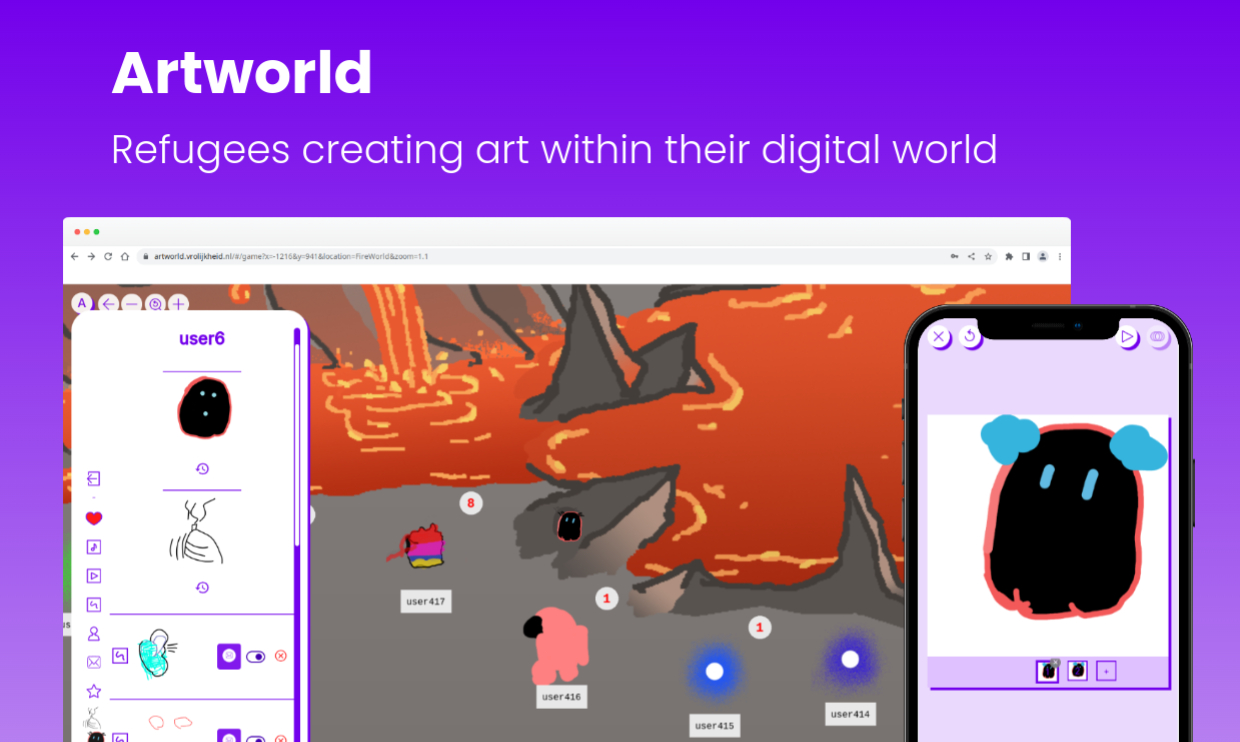 Artworld
Refugees creating art within their digital world
artworld.vrolijkheid.nl/#/game?x=-1216&y=941&location=FireWorld&zoom=1.1
A
user6
8
user417
1
1
user416
user415
user414